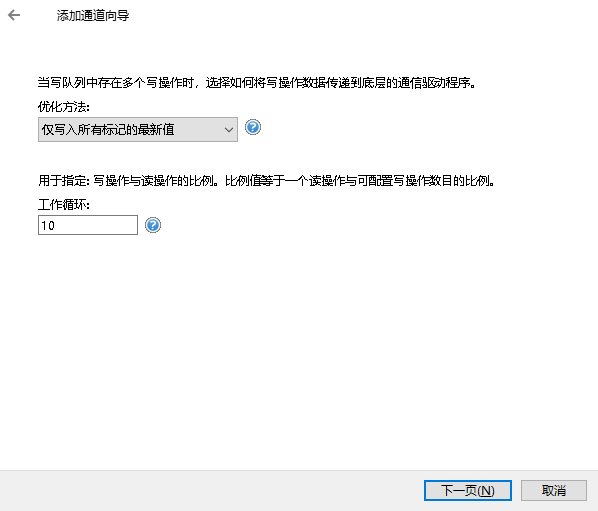 添加通道向导
当写队列中存在多个写操作时，选择如何将写操作数据传递到底层的通信驱动程序。
优化方法:
仅写入所有标记的最新值
用于指定: 写操作与读操作的比例。比例值等于一个读操作与可配置写操作数目的比例。
工作循环:
10
下一页(N)
取消